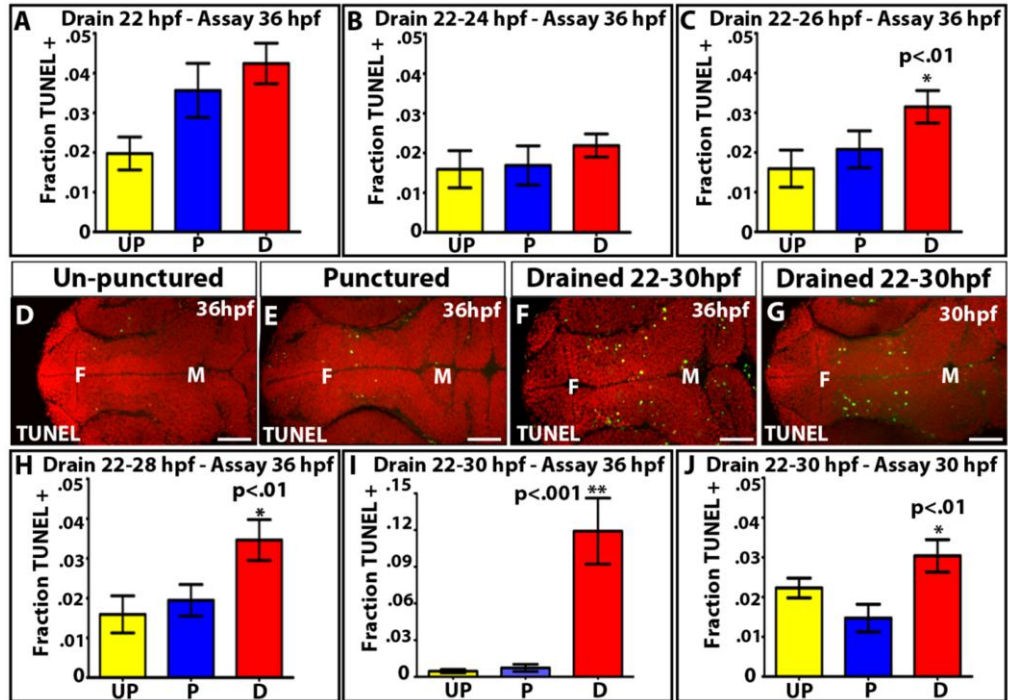 A Drain 22 hpf - Assay 36 hpf
Fraction TUNEL +
.05
.04
.03
.02
.01
0
UP P D
B Drain 22-24 hpf - Assay 36 hpf
Fraction TUNEL +
.05
.04
.03
.02
.01
0
UP P D
C Drain 22-26 hpf - Assay 36 hpf
Fraction TUNEL +
.05
.04
.03
.02
.01
0
p<.01
*
UP P D
Un-punctured
D 36hpf
F M
TUNEL
Punctured
E 36hpf
F M
TUNEL
Drained 22-30hpf
F 36hpf
F M
TUNEL
Drained 22-30hpf
G 30hpf
F M
TUNEL
H Drain 22-28 hpf - Assay 36 hpf
Fraction TUNEL +
.05
.04
.03
.02
.01
0
p<.01
*
UP P D
I Drain 22-30 hpf - Assay 36 hpf
Fraction TUNEL +
.15
.12
.09
.06
.03
0
p<.001 **
UP P D
J Drain 22-30 hpf - Assay 30 hpf
Fraction TUNEL +
.05
.04
.03
.02
.01
0
p<.01
*
UP P D